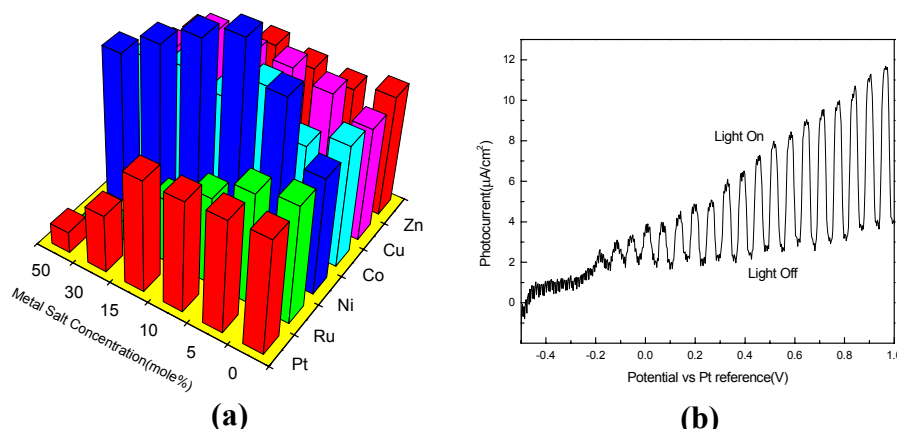 50
30
15
10
5
0
Metal Salt Concentration(mole%)
Pt
Ru
Ni
Co
Cu
Zn
(a)
12
10
8
6
4
2
0
Photocurrent(μA/cm²)
Light On
Light Off
-0.4
-0.2
0.0
0.2
0.4
0.6
0.8
1.0
Potential vs Pt reference(V)
(b)